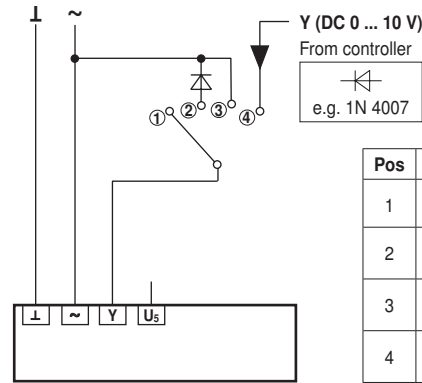 ⊥ ~
Y (DC 0 ... 10 V)
From controller
e.g. 1N 4007
① ② ③ ④
Pos
1
2
3
4
⊥ ~ Y U5